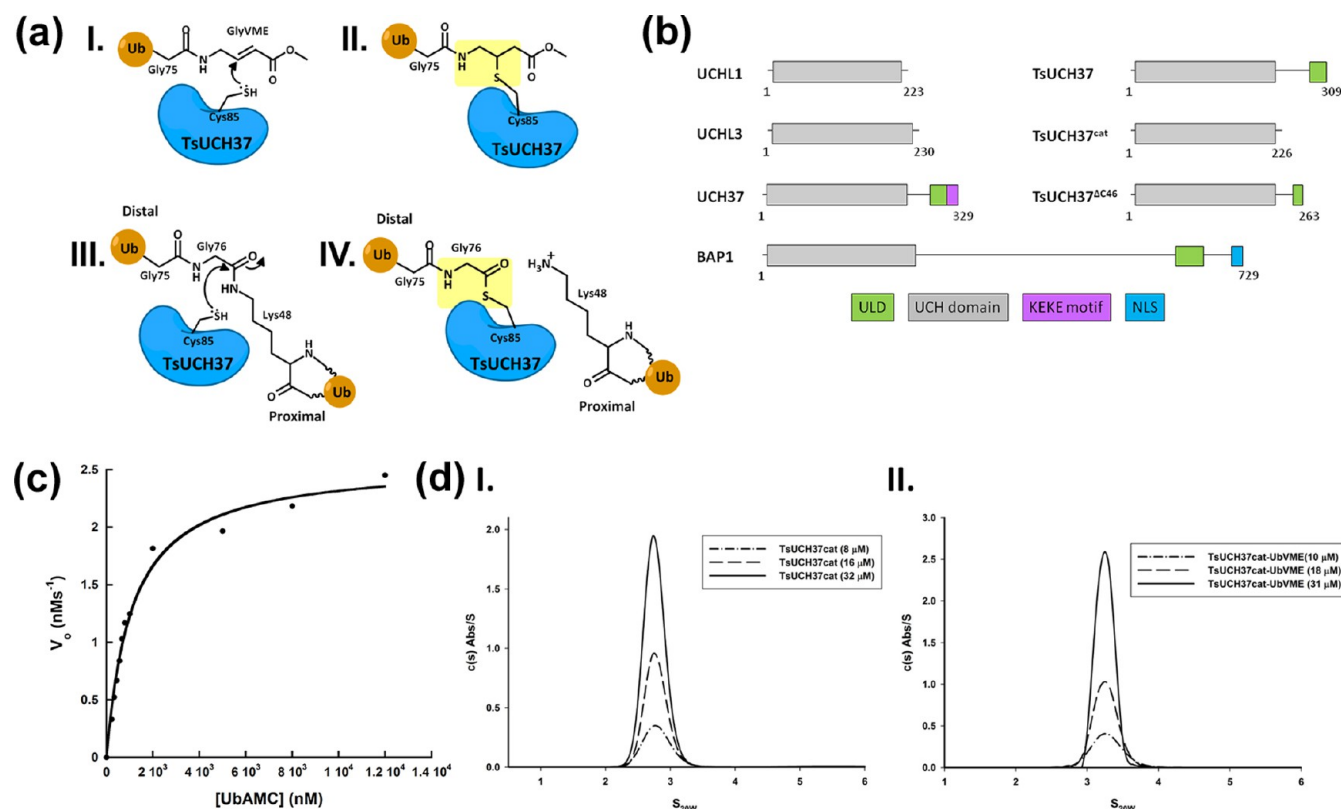 (a)
I.
Ub
Gly75
H
N
O
GlyVME
O
O
SH
Cys85
TsUCH37
II.
Ub
Gly75
O
N
H
S
O
O
Cys85
TsUCH37
III.
Distal
Ub
Gly75
O
H
N
Gly76
O
HN
SH
Cys85
TsUCH37
Lys48
H
N
O
Ub
Proximal
IV.
Distal
Ub
Gly75
O
Gly76
N
H
O
S
Cys85
TsUCH37
H3N+
Lys48
H
N
O
Ub
Proximal
(b)
UCHL1
1 223
UCHL3
1 230
UCH37
1 329
BAP1
1 729
TsUCH37
1 309
TsUCH37cat
1 226
TsUCH37ΔC46
1 263
ULD UCH domain KEKE motif NLS
(c)
Vo (nMs-1)
2.5
2
1.5
1
0.5
0
0 2 10³ 4 10³ 6 10³ 8 10³ 1 10⁴ 1.2 10⁴ 1.4 10⁴
[UbAMC] (nM)
(d) I.
c(s) Abs/S
2.0
1.5
1.0
0.5
0.0
TsUCH37cat (8 μM)
TsUCH37cat (16 μM)
TsUCH37cat (32 μM)
1 2 3 4 5 6
S20W
II.
c(s) Abs/S
3.0
2.5
2.0
1.5
1.0
0.5
0.0
TsUCH37cat-UbVME(10 μM)
TsUCH37cat-UbVME (18 μM)
TsUCH37cat-UbVME (31 μM)
1 2 3 4 5 6
S20W